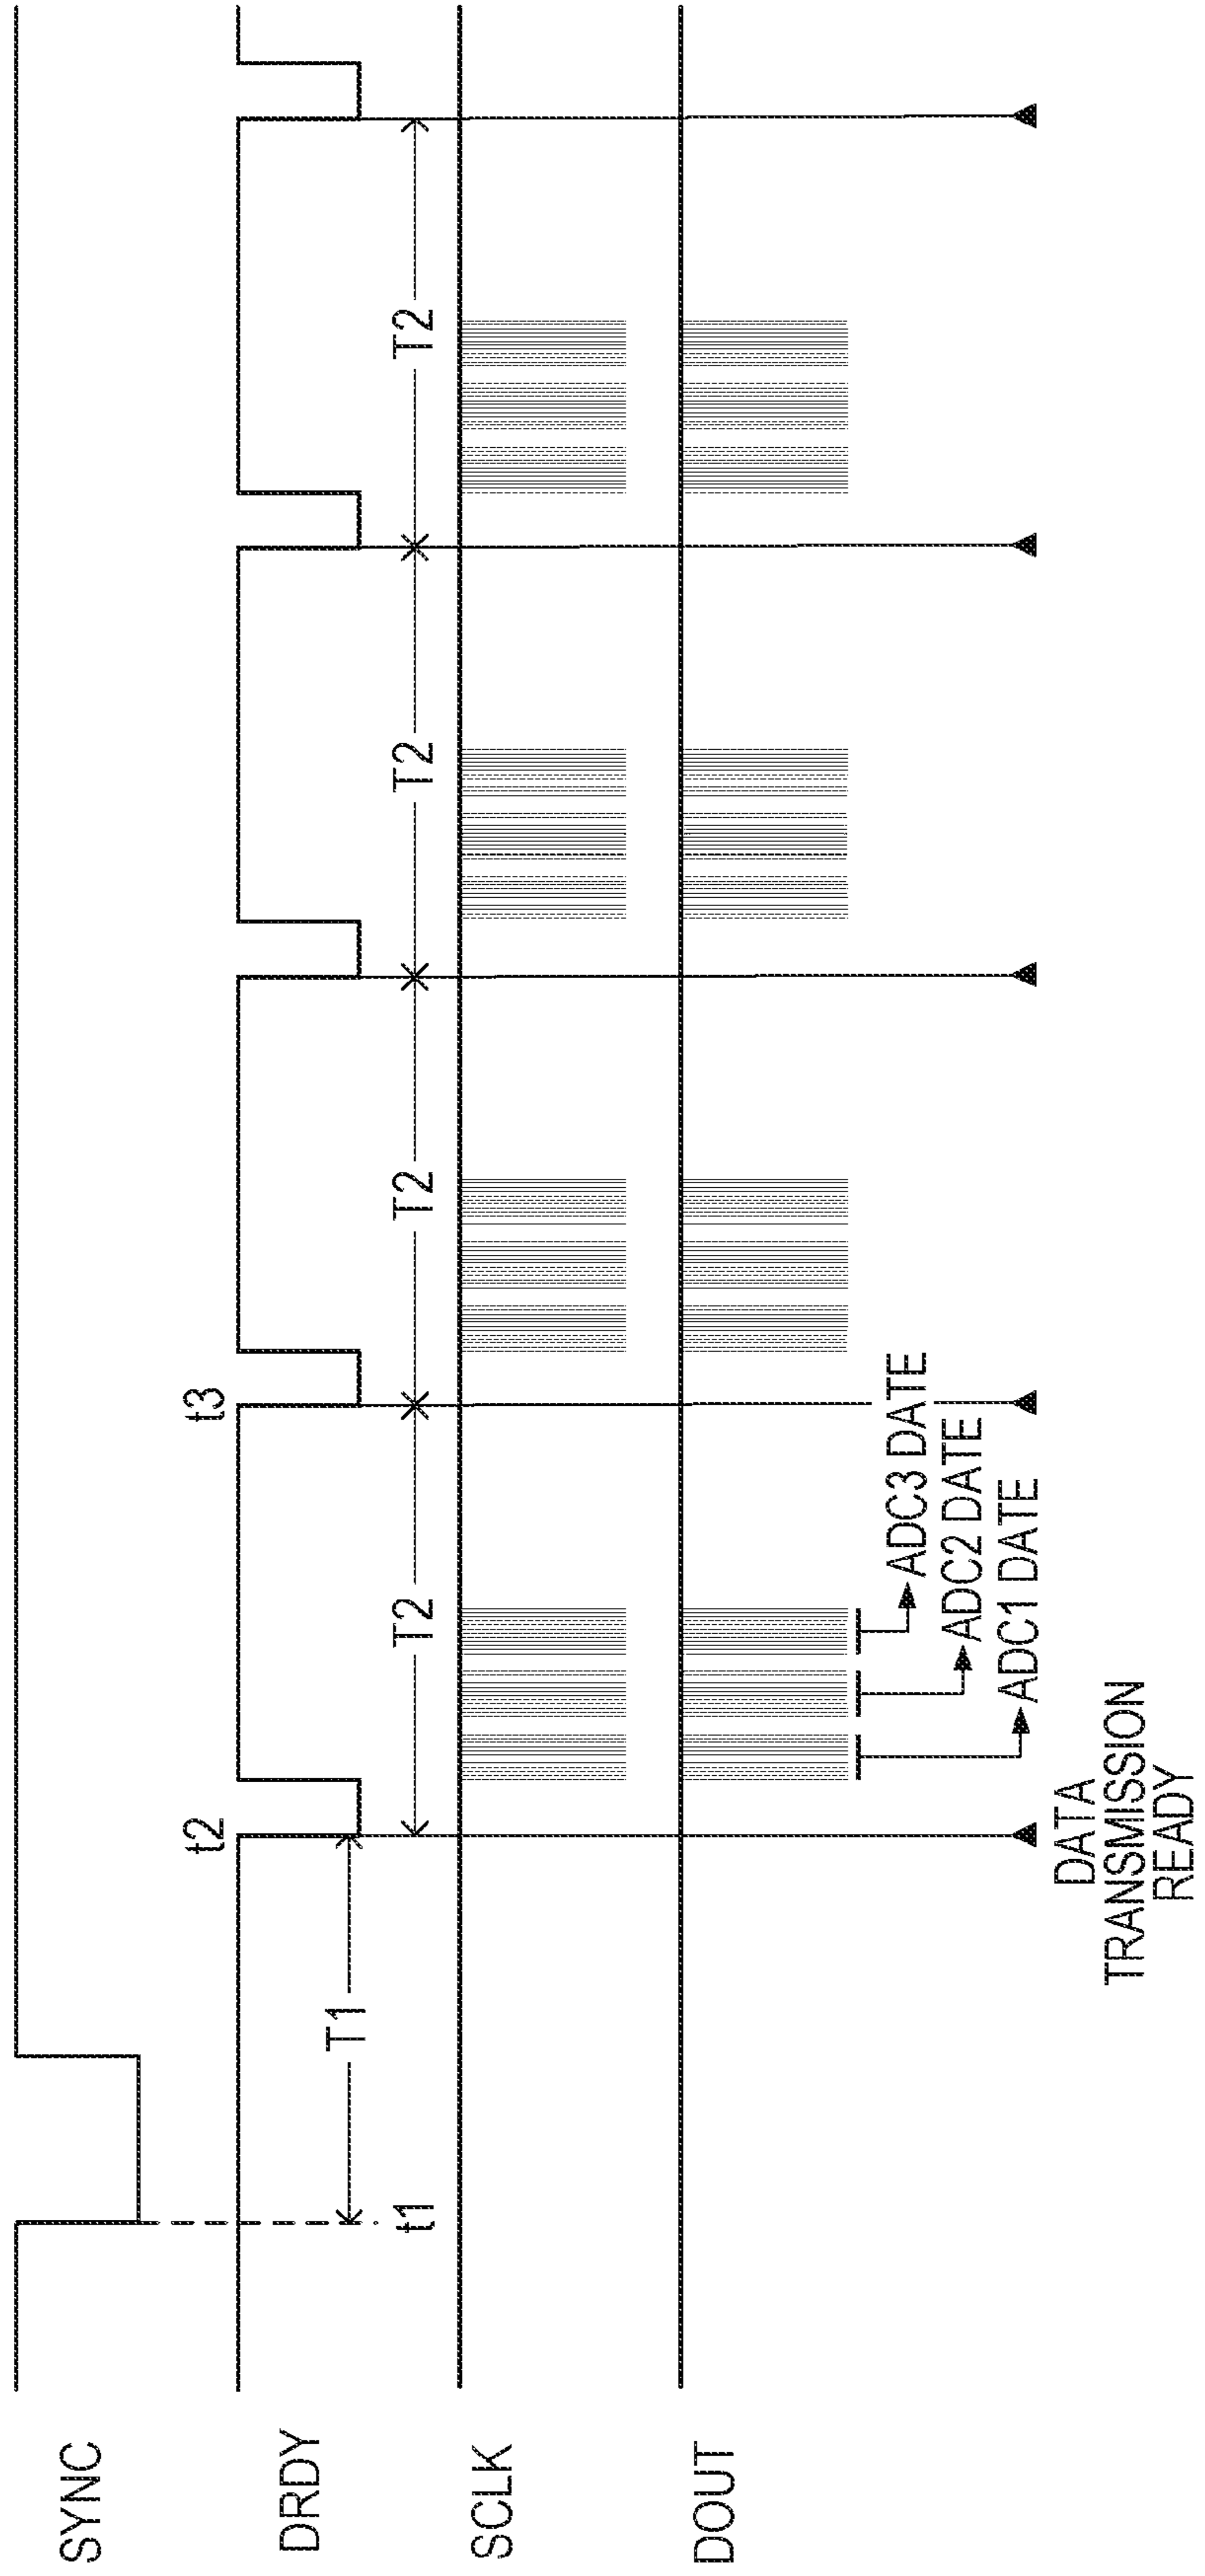 SYNC
DRDY
SCLK
DOUT
t1
T1
t2
t3
T2
T2
T2
T2
ADC3 DATE
ADC2 DATE
ADC1 DATE
DATA
TRANSMISSION
READY